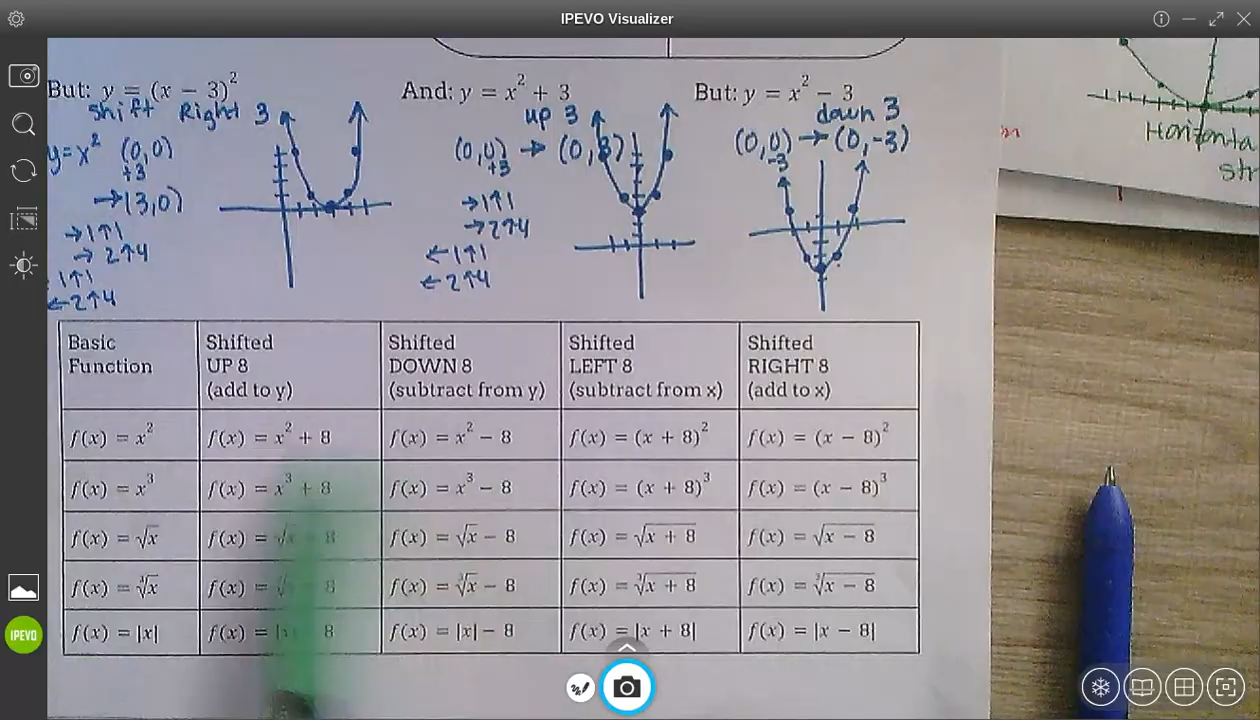 IPEVO Visualizer
But: y = (x − 3)²
shift Right 3
y=x² (0,0)
+3
→(3,0)
→1↑1
→2↑4
1↑1
←2↑4
And: y = x² + 3
up 3
(0,0) → (0,3)
+3
→1↑1
→2↑4
←1↑1
←2↑4
But: y = x² − 3
down 3
(0,0) → (0,-3)
-3
Horizonta
str
Basic Function
Shifted UP 8 (add to y)
Shifted DOWN 8 (subtract from y)
Shifted LEFT 8 (subtract from x)
Shifted RIGHT 8 (add to x)
f(x) = x² f(x) = x² + 8 f(x) = x² − 8 f(x) = (x + 8)² f(x) = (x − 8)²
f(x) = x³ f(x) = x³ + 8 f(x) = x³ − 8 f(x) = (x + 8)³ f(x) = (x − 8)³
f(x) = √x f(x) = √x 8 f(x) = √x − 8 f(x) = √(x + 8) f(x) = √(x − 8)
f(x) = ∛x f(x) = 8 f(x) = ∛x − 8 f(x) = ∛(x + 8) f(x) = ∛(x − 8)
f(x) = |x| f(x) = |x 8 f(x) = |x| − 8 f(x) = |x + 8| f(x) = |x − 8|
IPEVO